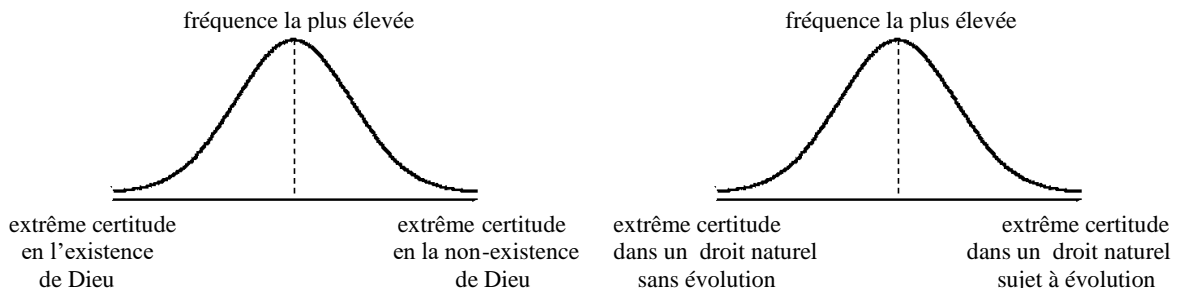 fréquence la plus élevée
extrême certitude
en l’existence
de Dieu
extrême certitude
en la non-existence
de Dieu
fréquence la plus élevée
extrême certitude
dans un droit naturel
sans évolution
extrême certitude
dans un droit naturel
sujet à évolution